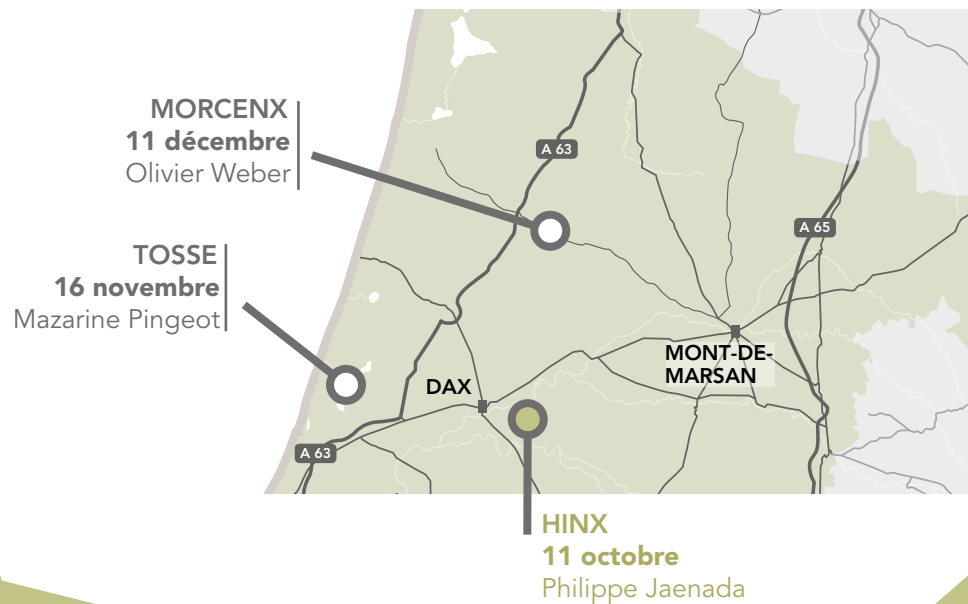 MORCENX
11 décembre
Olivier Weber
A 63
A 65
TOSSE
16 novembre
Mazarine Pingeot
MONT-DE-
MARSAN
DAX
A 63
HINX
11 octobre
Philippe Jaenada